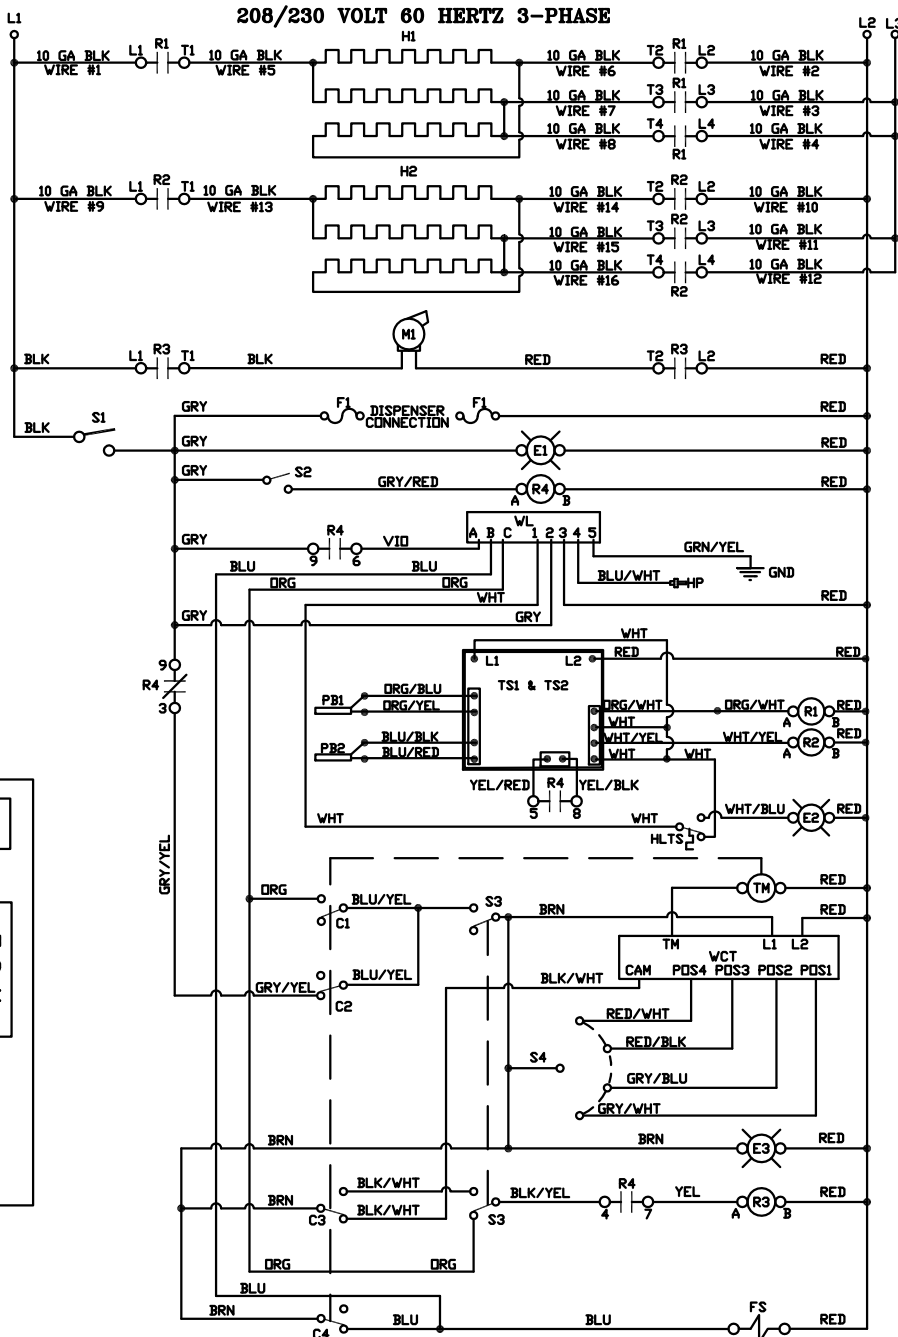 208/230 VOLT 60 HERTZ 3-PHASE
L1
L2 L3
H1
10 GA BLK L1 R1 T1 10 GA BLK
WIRE #1 WIRE #5
10 GA BLK T2 R1 L2 10 GA BLK
WIRE #6 WIRE #2
10 GA BLK T3 R1 L3 10 GA BLK
WIRE #7 WIRE #3
10 GA BLK T4 L4 10 GA BLK
WIRE #8 R1 WIRE #4
H2
10 GA BLK L1 R2 T1 10 GA BLK
WIRE #9 WIRE #13
10 GA BLK T2 R2 L2 10 GA BLK
WIRE #14 WIRE #10
10 GA BLK T3 R2 L3 10 GA BLK
WIRE #15 WIRE #11
10 GA BLK T4 L4 10 GA BLK
WIRE #16 R2 WIRE #12
M1
BLK L1 R3 T1 BLK RED T2 R3 L2 RED
GRY F1 DISPENSER F1 RED
CONNECTION
BLK S1
GRY E1 RED
GRY S2 GRY/RED A R4 B RED
WL
A B C 1 2 3 4 5
GRY R4 VIO
9 6
GRN/YEL
GND
BLU BLU
BLU/WHT HP
ORG ORG
WHT
RED
GRY GRY
WHT
L1 L2 RED RED
TS1 & TS2
9
R4
3
PB1 ORG/BLU
ORG/YEL
ORG/WHT ORG/WHT R1 RED
A B
WHT
PB2 BLU/BLK
BLU/RED
WHT/YEL WHT/YEL R2 RED
A B
WHT WHT
YEL/RED R4 YEL/BLK
5 8
WHT WHT
HLTS
WHT/BLU E2 RED
GRY/YEL
TM RED
ORG BLU/YEL S3 BRN RED
C1
TM L1 L2
WCT
CAM POS4 POS3 POS2 POS1
GRY/YEL BLU/YEL
C2
BLK/WHT
RED/WHT
RED/BLK
S4
GRY/BLU
GRY/WHT
BRN BRN E3 RED
BLK/WHT
BRN C3 BLK/WHT S3 BLK/YEL R4 YEL R3 RED
4 7 A B
ORG ORG
BLU
BRN C4 BLU BLU FS RED